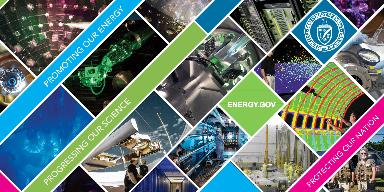 PROMOTING OUR ENERGY
PROGRESSING OUR SCIENCE
ENERGY.GOV
PROTECTING OUR NATION